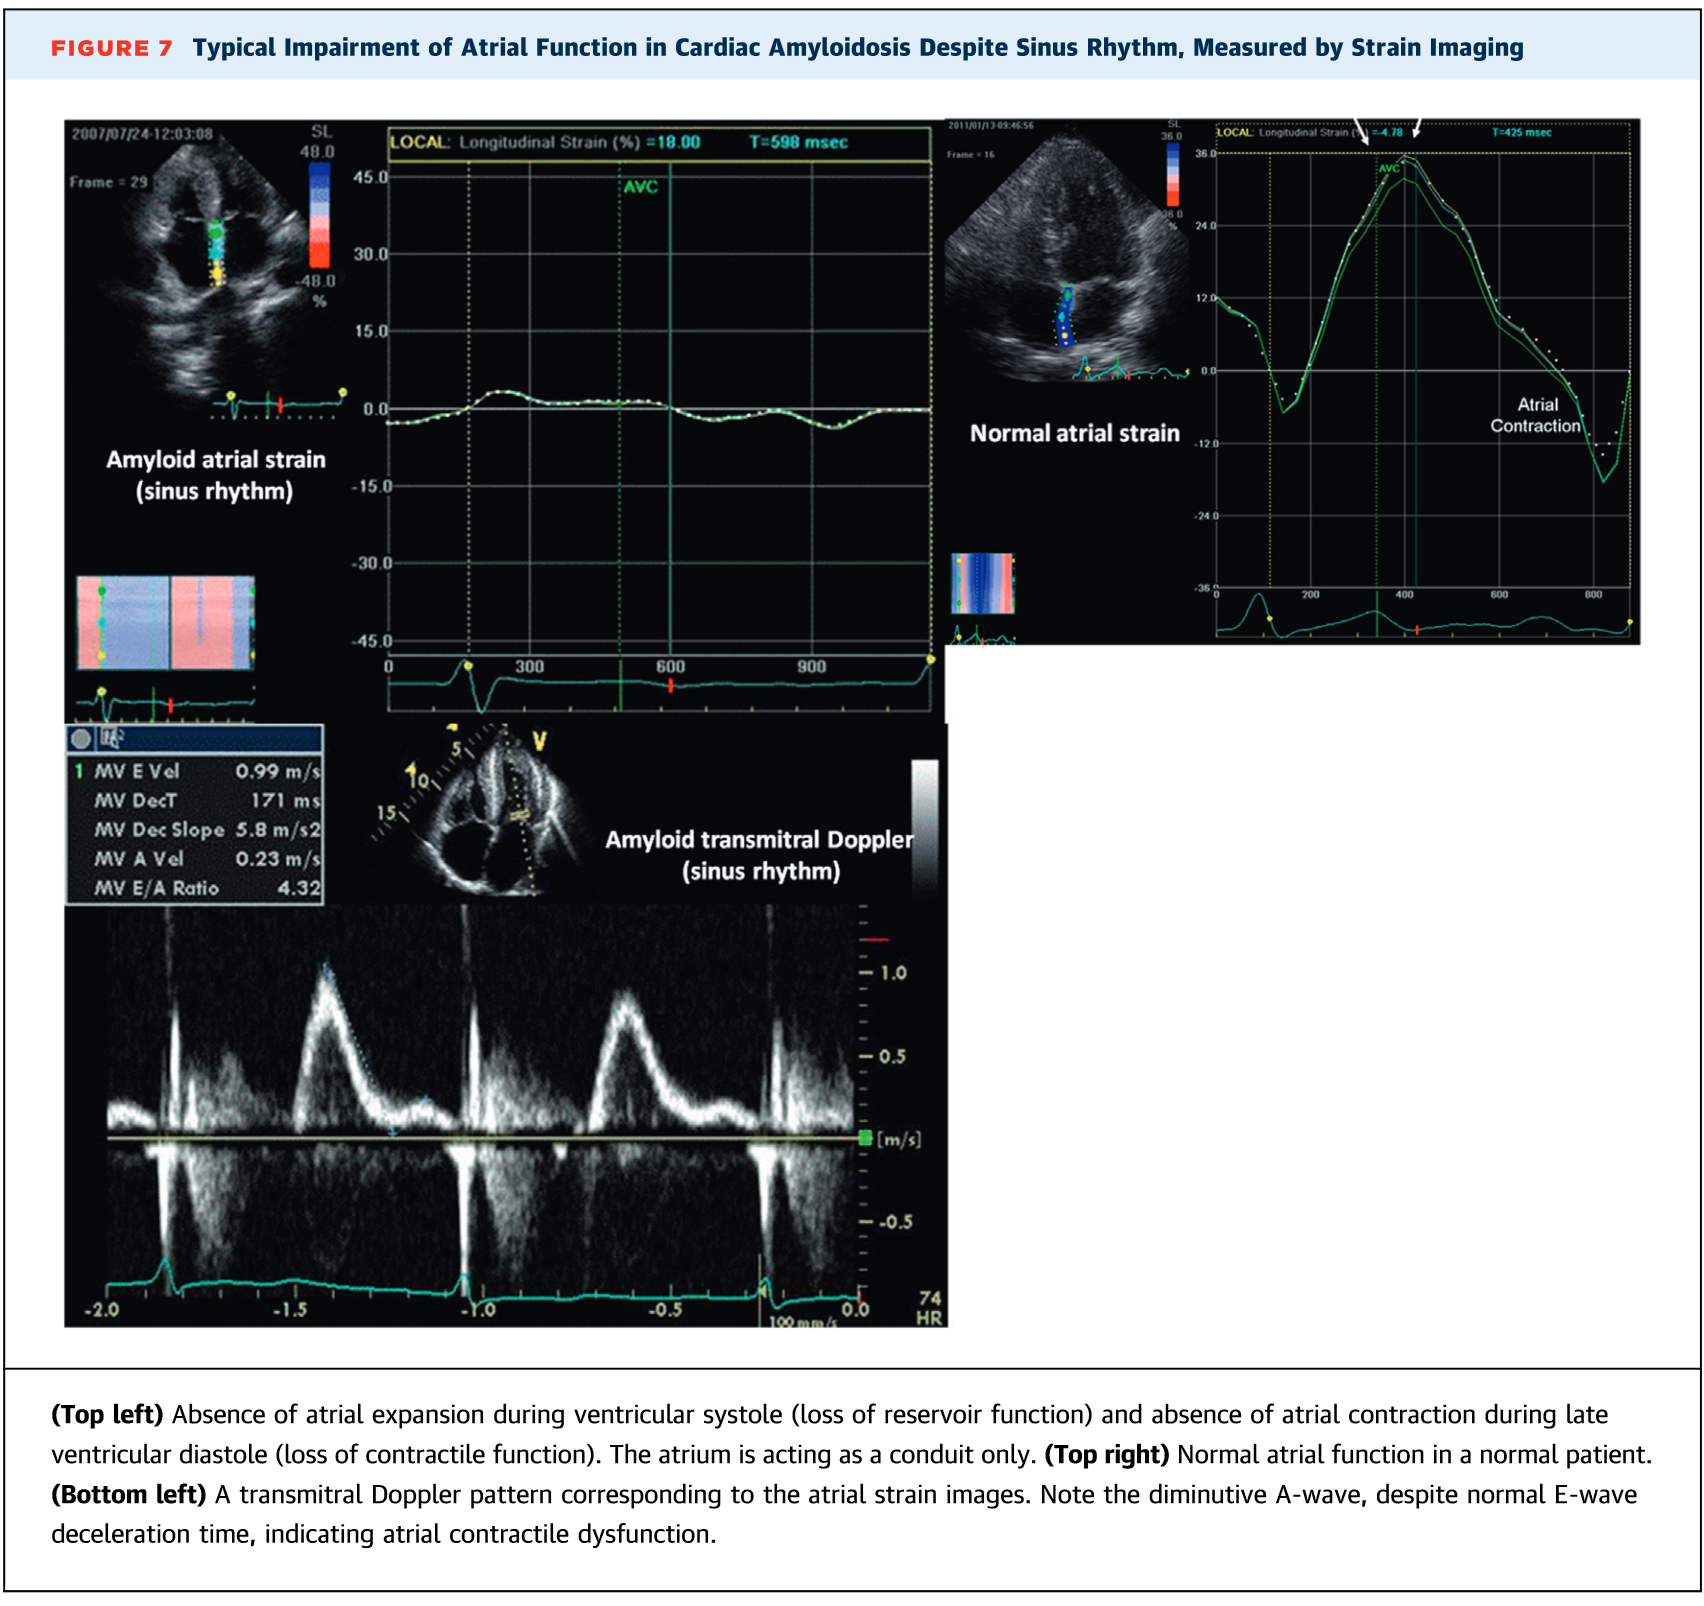 FIGURE 7 Typical Impairment of Atrial Function in Cardiac Amyloidosis Despite Sinus Rhythm, Measured by Strain Imaging
2007/07/24-12:03:08
SL
48.0
Frame = 29
-48.0
%
LOCAL: Longitudinal Strain (%) =18.00 T=598 msec
AVC
45.0
30.0
15.0
0.0
-15.0
-30.0
-45.0
0 300 600 900
Amyloid atrial strain
(sinus rhythm)
2011/01/13-09:46:56
SL
36.0
Frame = 16
36.0
%
LOCAL: Longitudinal Strain (%) =-4.78 T=425 msec
AVC
36.0
24.0
12.0
0.0
-12.0
-24.0
-36.0
0 200 400 600 800
Atrial
Contraction
Normal atrial strain
1 MV E Vel 0.99 m/s
MV DecT 171 ms
MV Dec Slope 5.8 m/s2
MV A Vel 0.23 m/s
MV E/A Ratio 4.32
5
10
15
V
Amyloid transmitral Doppler
(sinus rhythm)
1.0
0.5
[m/s]
-0.5
-2.0 -1.5 -1.0 -0.5 0.0
100 mm/s
74
HR
(Top left) Absence of atrial expansion during ventricular systole (loss of reservoir function) and absence of atrial contraction during late
ventricular diastole (loss of contractile function). The atrium is acting as a conduit only. (Top right) Normal atrial function in a normal patient.
(Bottom left) A transmitral Doppler pattern corresponding to the atrial strain images. Note the diminutive A-wave, despite normal E-wave
deceleration time, indicating atrial contractile dysfunction.